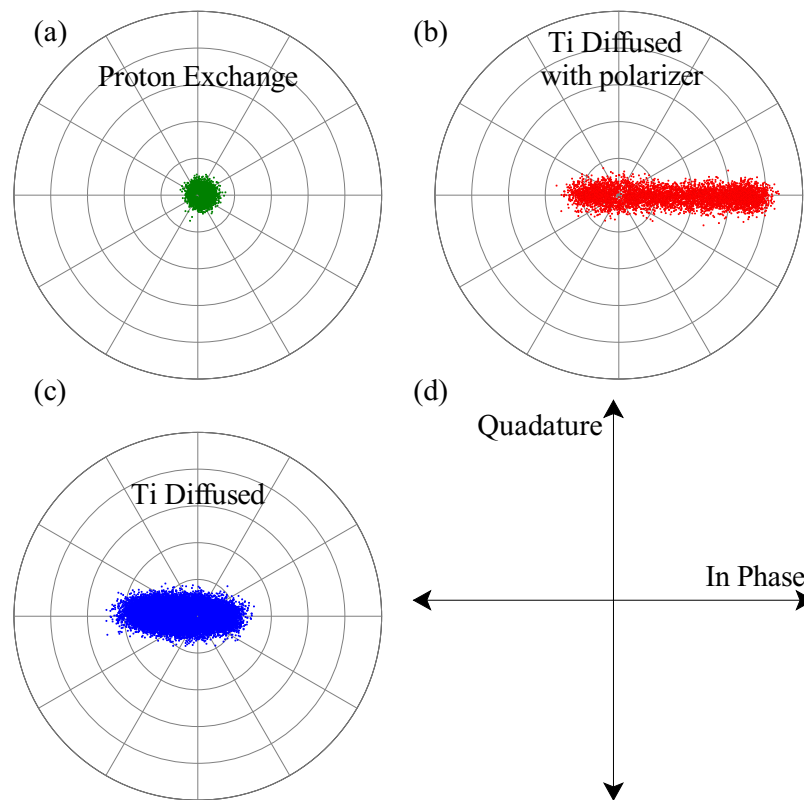 (a)
Proton Exchange
(b)
Ti Diffused
with polarizer
(c)
Ti Diffused
(d)
Quadature
In Phase